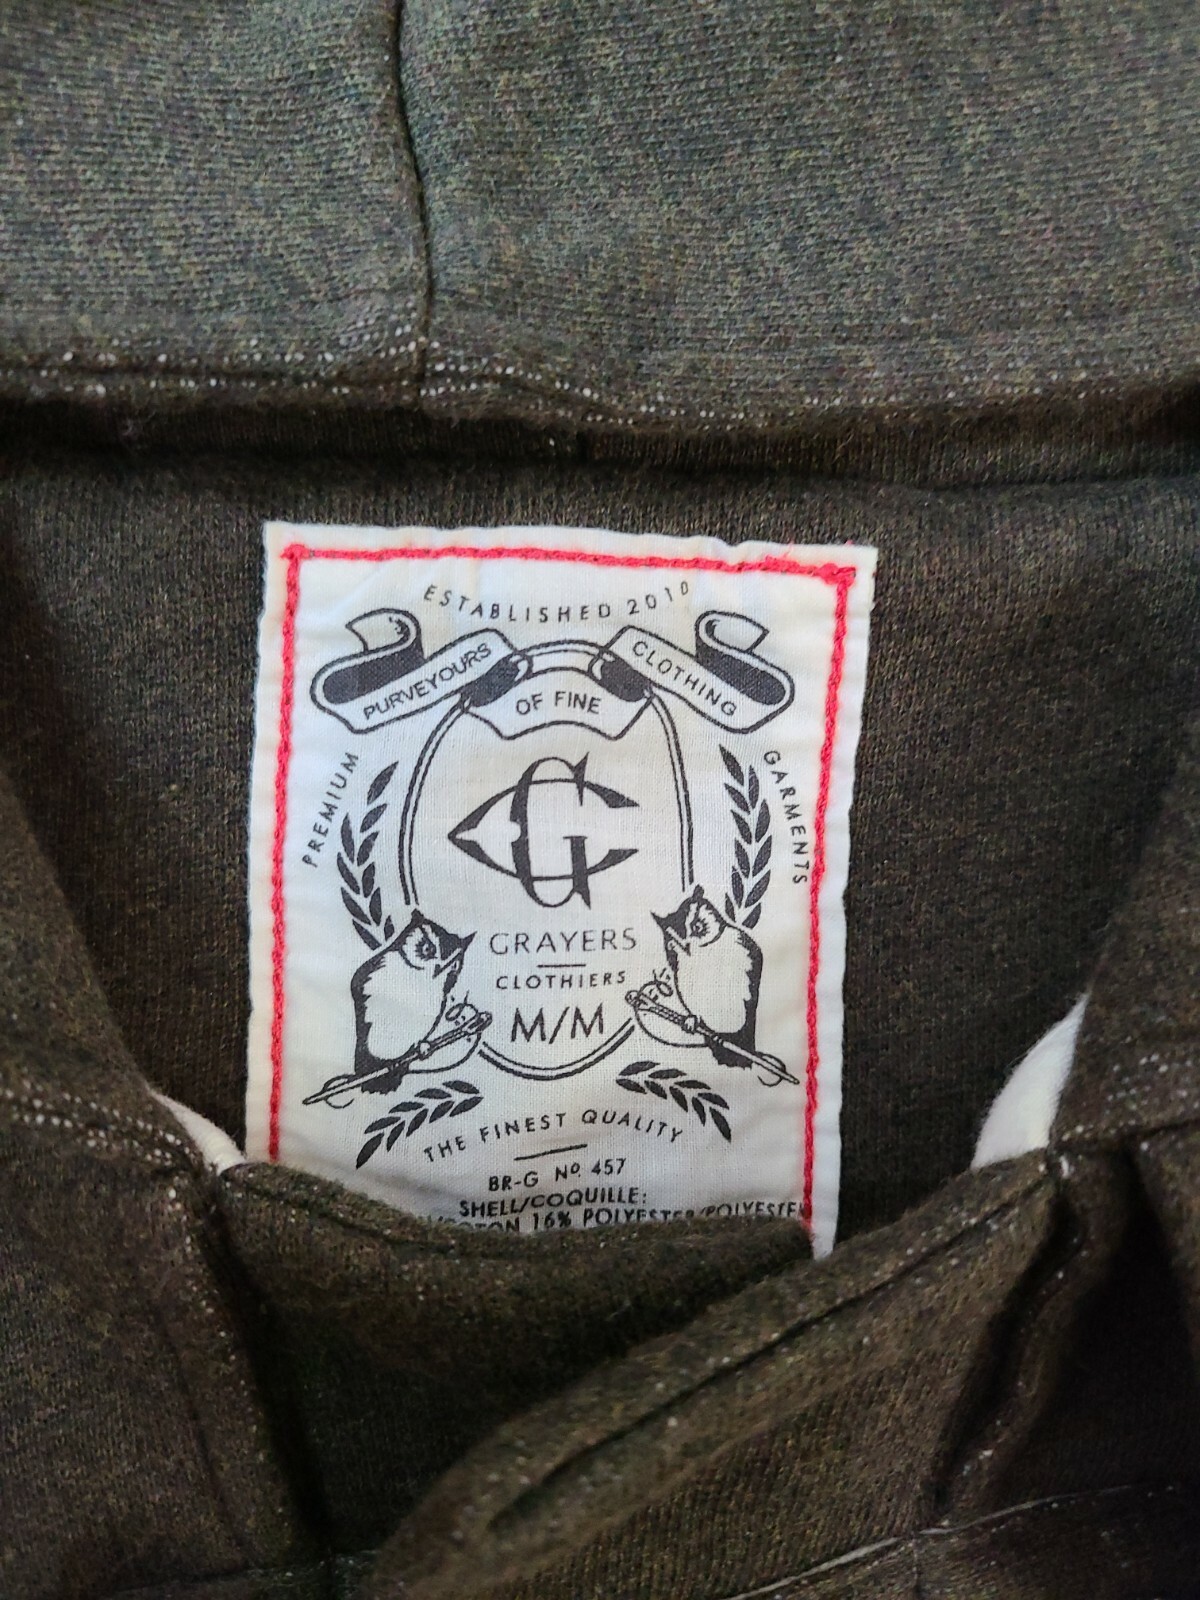 ESTABLISHED 2010
PURVEYOURS OF FINE CLOTHING
PREMIUM
GARMENTS
GC
GRAYERS
CLOTHIERS
M/M
THE FINEST QUALITY
BR-G Nº 457
SHELL/COQUILLE:
16% POLYESTER/POLYESTER